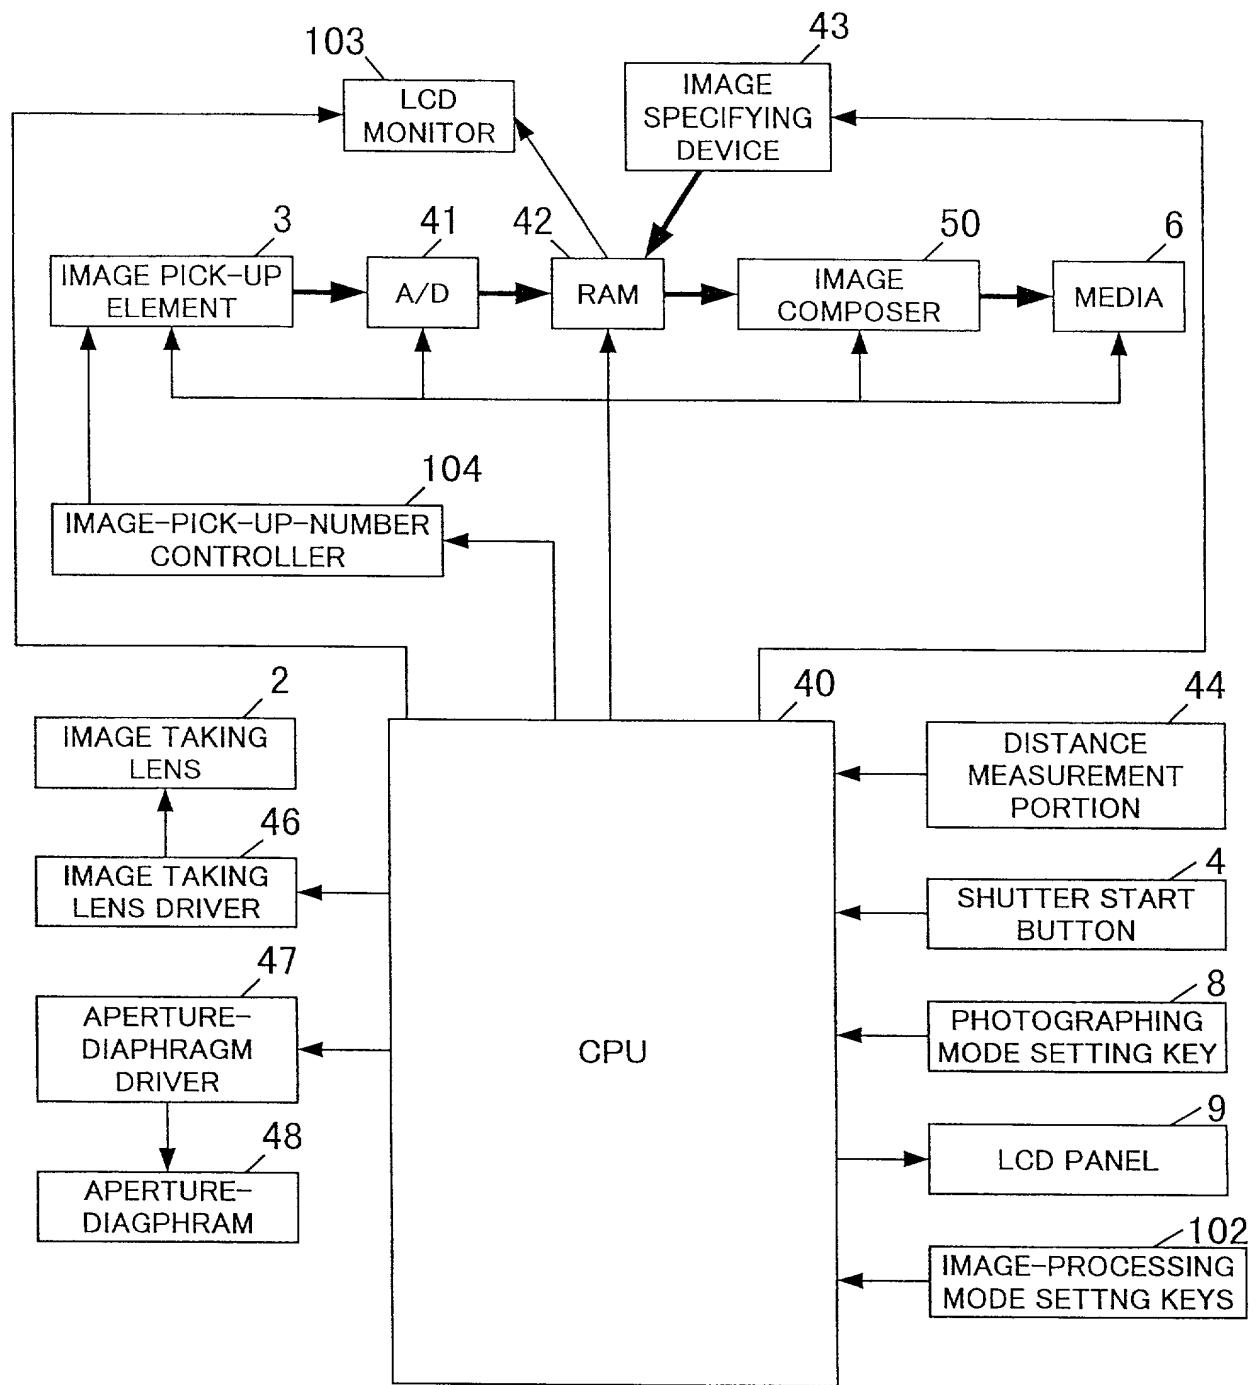 103
LCD
MONITOR
43
IMAGE
SPECIFYING
DEVICE
3
IMAGE PICK-UP
ELEMENT
41
A/D
42
RAM
50
IMAGE
COMPOSER
6
MEDIA
104
IMAGE-PICK-UP-NUMBER
CONTROLLER
2
IMAGE TAKING
LENS
46
IMAGE TAKING
LENS DRIVER
47
APERTURE-
DIAPHRAGM
DRIVER
48
APERTURE-
DIAGPHRAM
40
CPU
44
DISTANCE
MEASUREMENT
PORTION
4
SHUTTER START
BUTTON
8
PHOTOGRAPHING
MODE SETTING KEY
9
LCD PANEL
102
IMAGE-PROCESSING
MODE SETTNG KEYS